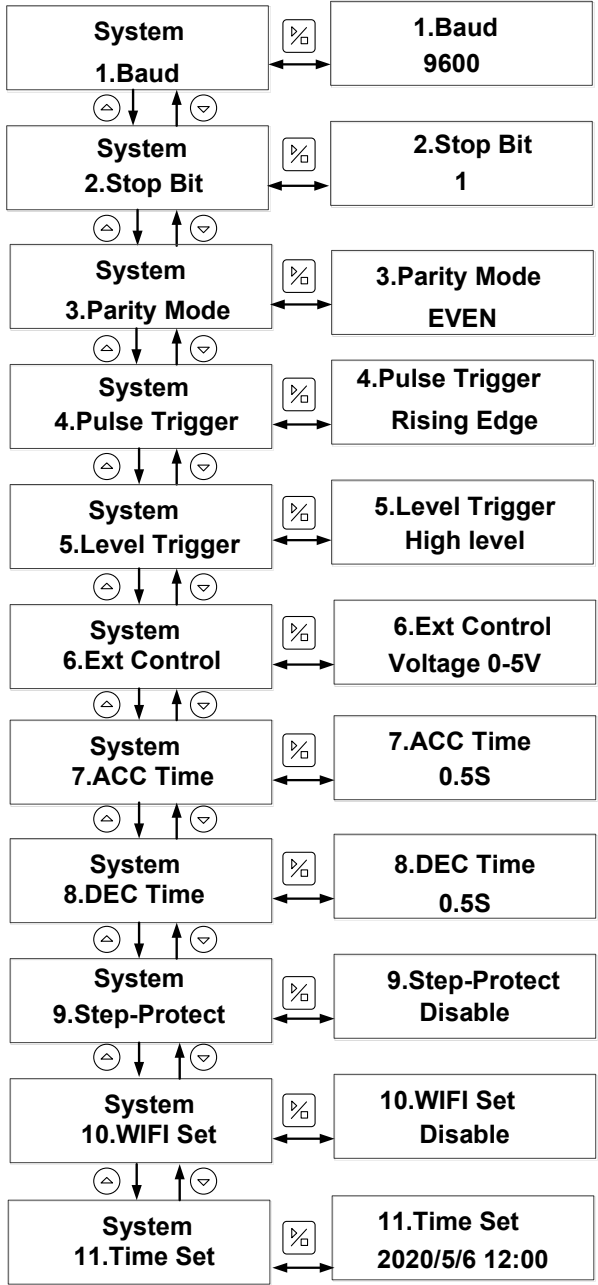 System
1.Baud
1.Baud
9600
System
2.Stop Bit
2.Stop Bit
1
System
3.Parity Mode
3.Parity Mode
EVEN
System
4.Pulse Trigger
4.Pulse Trigger
Rising Edge
System
5.Level Trigger
5.Level Trigger
High level
System
6.Ext Control
6.Ext Control
Voltage 0-5V
System
7.ACC Time
7.ACC Time
0.5S
System
8.DEC Time
8.DEC Time
0.5S
System
9.Step-Protect
9.Step-Protect
Disable
System
10.WIFI Set
10.WIFI Set
Disable
System
11.Time Set
11.Time Set
2020/5/6 12:00